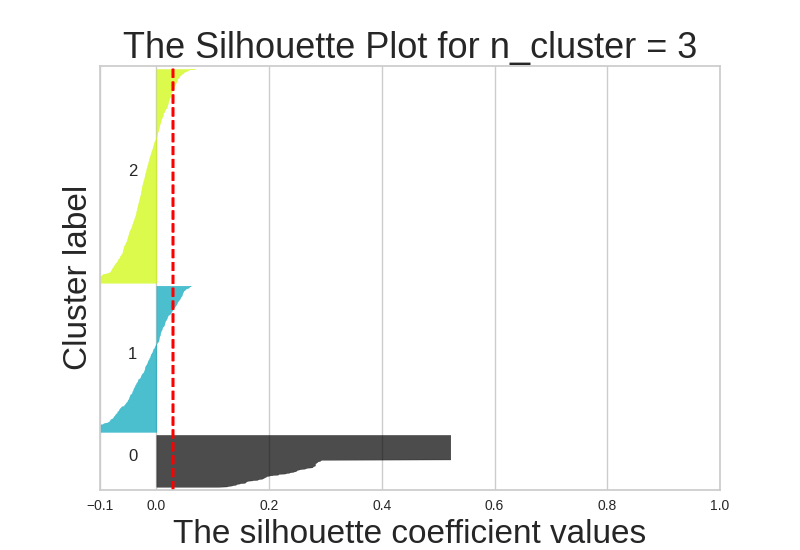 The Silhouette Plot for n_cluster = 3
Cluster label
2
1
0
−0.1 0.0 0.2 0.4 0.6 0.8 1.0
The silhouette coefficient values